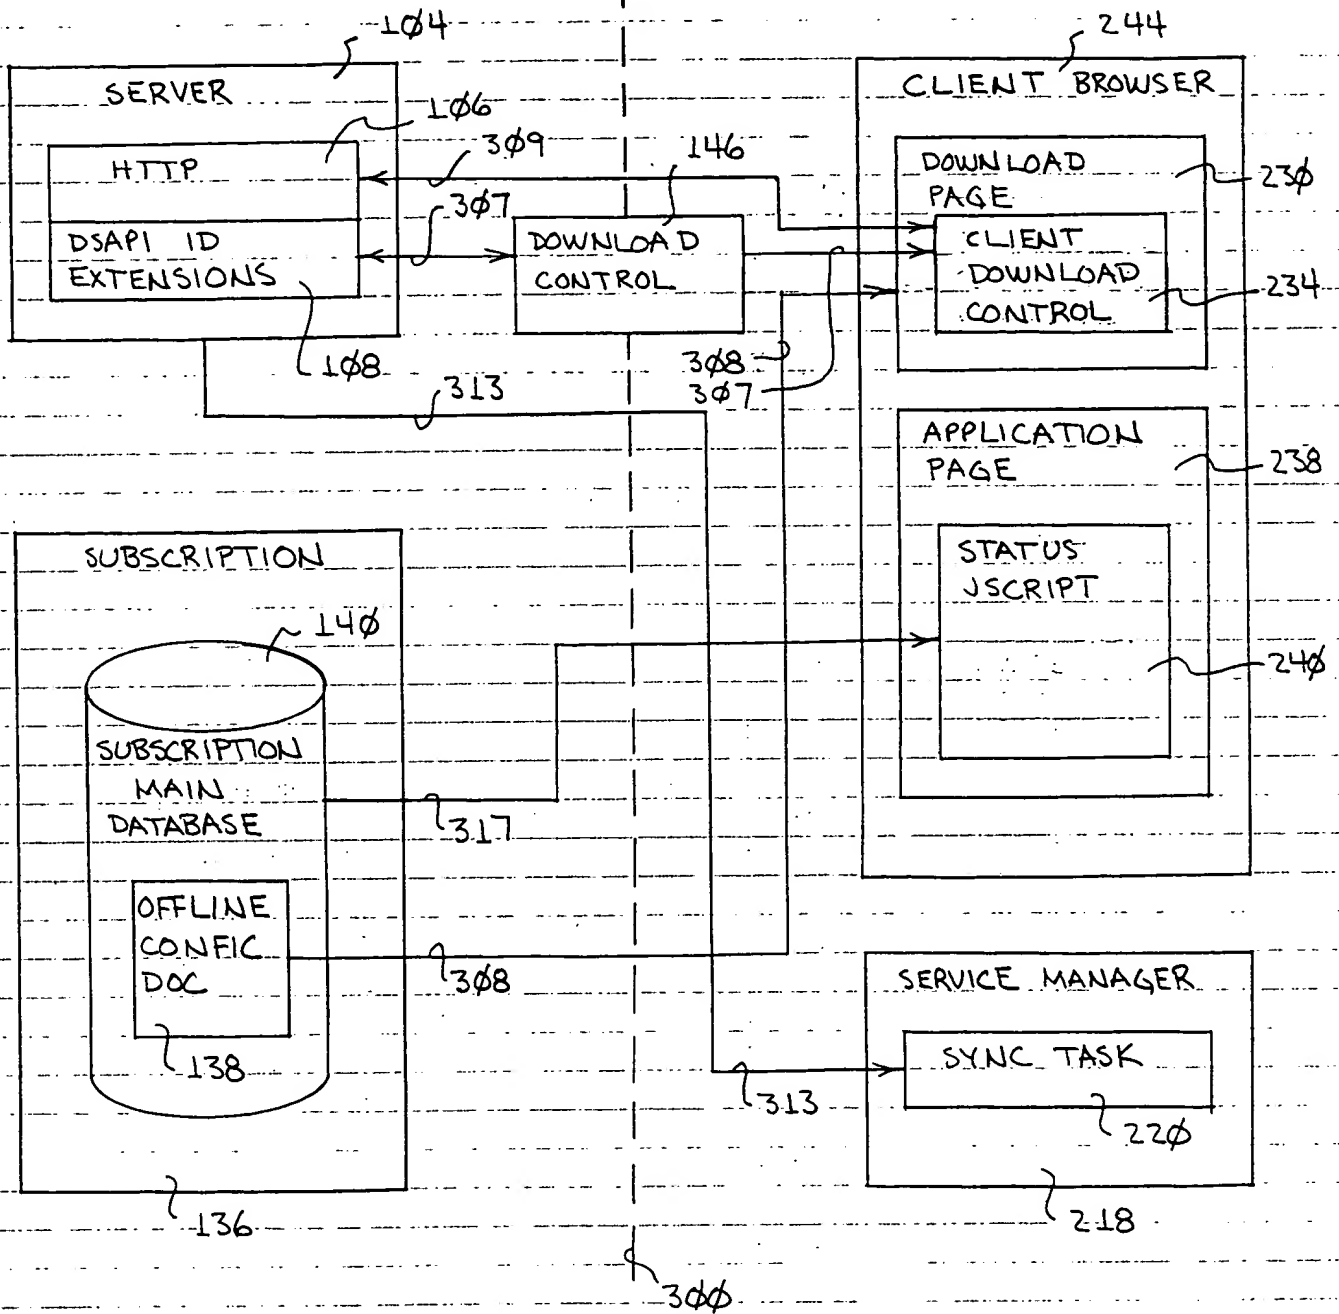 104
SERVER
106
HTTP
309
307
DSAPI ID
EXTENSIONS
108
313
146
DOWNLOAD
CONTROL
308
307
244
CLIENT BROWSER
DOWNLOAD
PAGE
230
CLIENT
DOWNLOAD
CONTROL
234
APPLICATION
PAGE
238
STATUS
JSCRIPT
240
SUBSCRIPTION
140
SUBSCRIPTION
MAIN
DATABASE
317
OFFLINE
CONFIC
DOC
308
138
136
SERVICE MANAGER
SYNC TASK
313
220
218
300